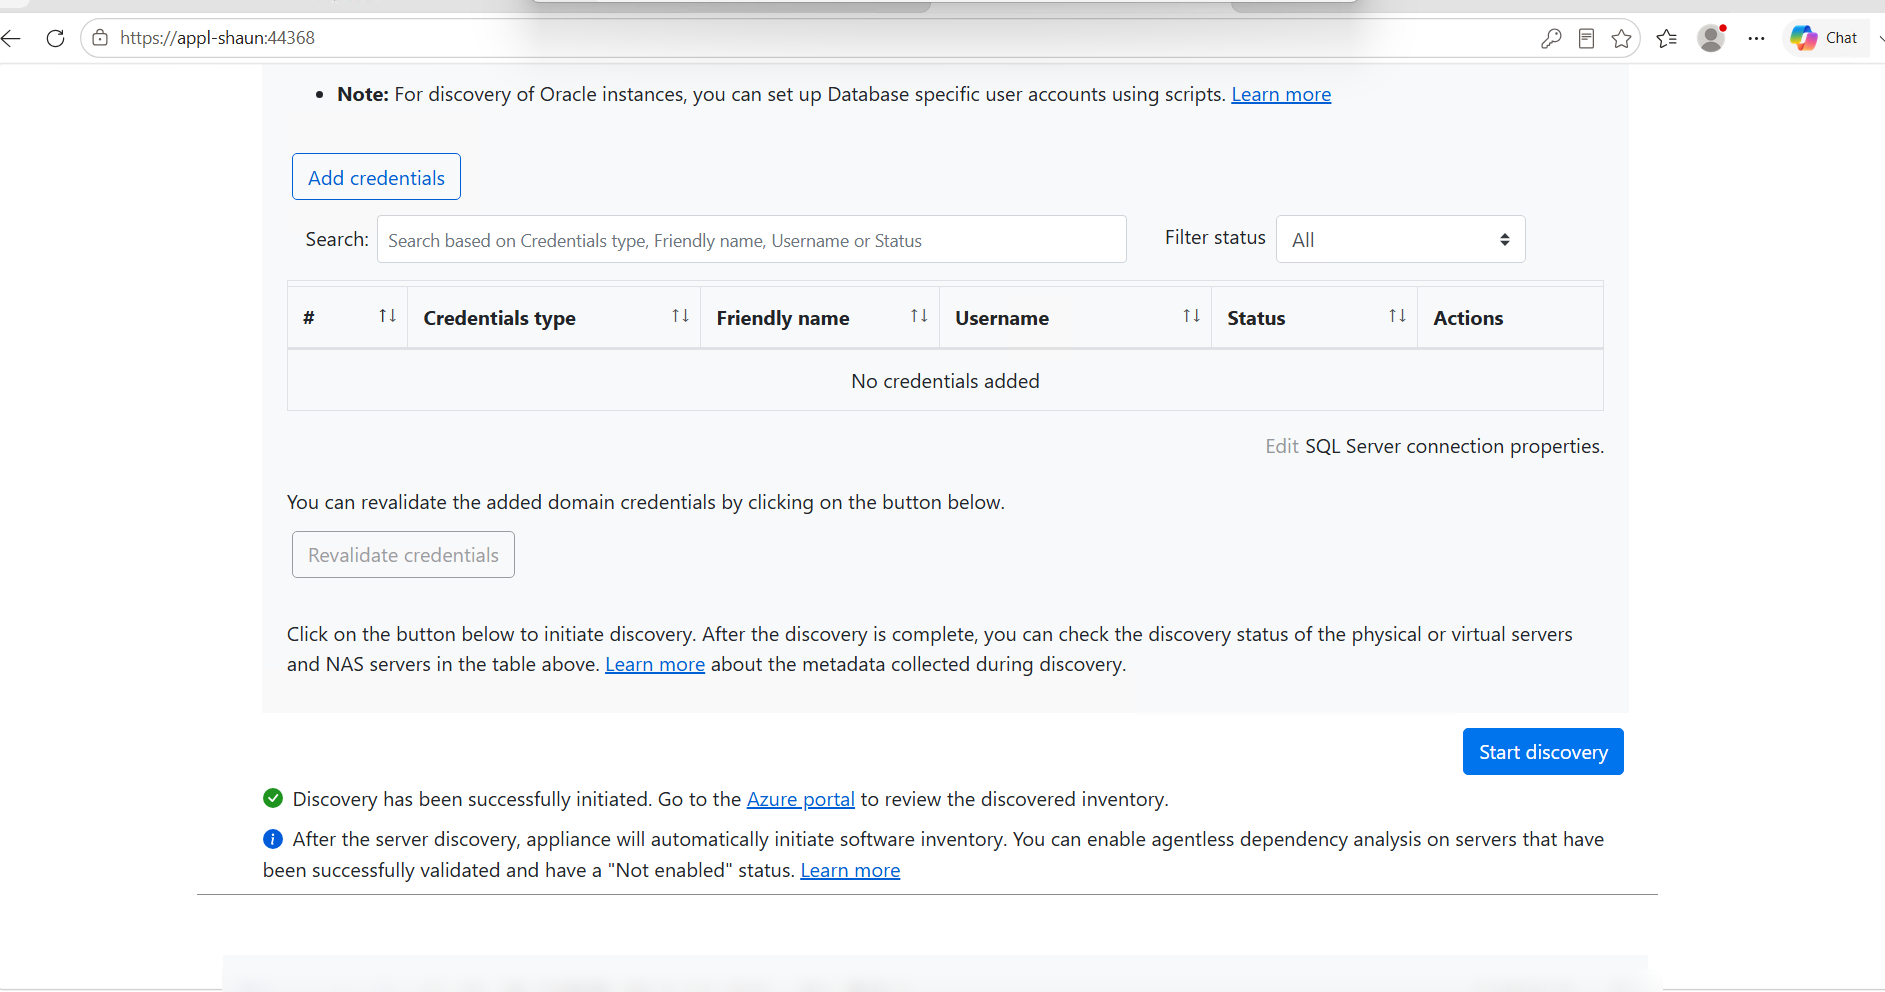 https://appl-shaun:44368
Chat
Note: For discovery of Oracle instances, you can set up Database specific user accounts using scripts. Learn more
Add credentials
Search: Search based on Credentials type, Friendly name, Username or Status Filter status All
# Credentials type Friendly name Username Status Actions
No credentials added
Edit SQL Server connection properties.
You can revalidate the added domain credentials by clicking on the button below.
Revalidate credentials
Click on the button below to initiate discovery. After the discovery is complete, you can check the discovery status of the physical or virtual servers
and NAS servers in the table above. Learn more about the metadata collected during discovery.
Start discovery
Discovery has been successfully initiated. Go to the Azure portal to review the discovered inventory.
After the server discovery, appliance will automatically initiate software inventory. You can enable agentless dependency analysis on servers that have
been successfully validated and have a "Not enabled" status. Learn more